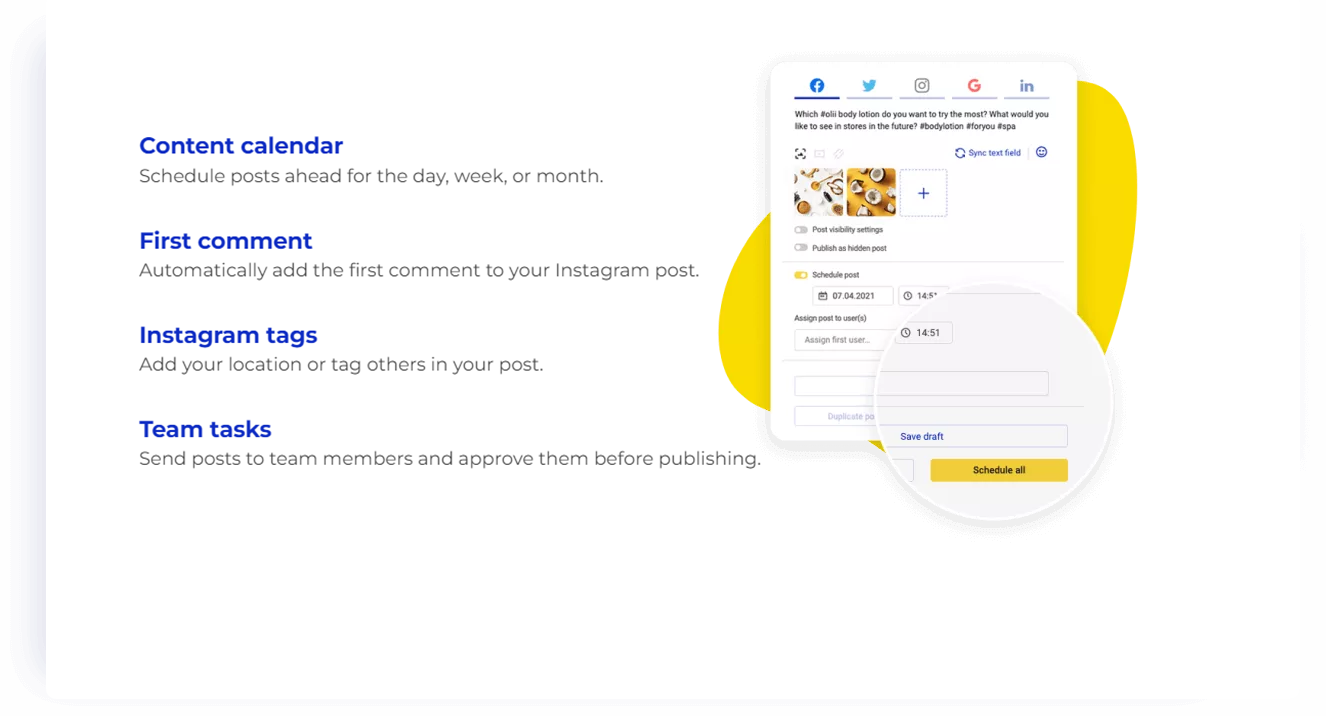 Content calendar
Schedule posts ahead for the day, week, or month.
First comment
Automatically add the first comment to your Instagram post.
Instagram tags
Add your location or tag others in your post.
Team tasks
Send posts to team members and approve them before publishing.
Which #olii body lotion do you want to try the most? What would you
like to see in stores in the future? #bodylotion #foryou #spa
Sync text field
Post visibility settings
Publish as hidden post
Schedule post
07.04.2021
Assign post to user(s)
14:51
Assign first user...
Duplicate
Save draft
Schedule all